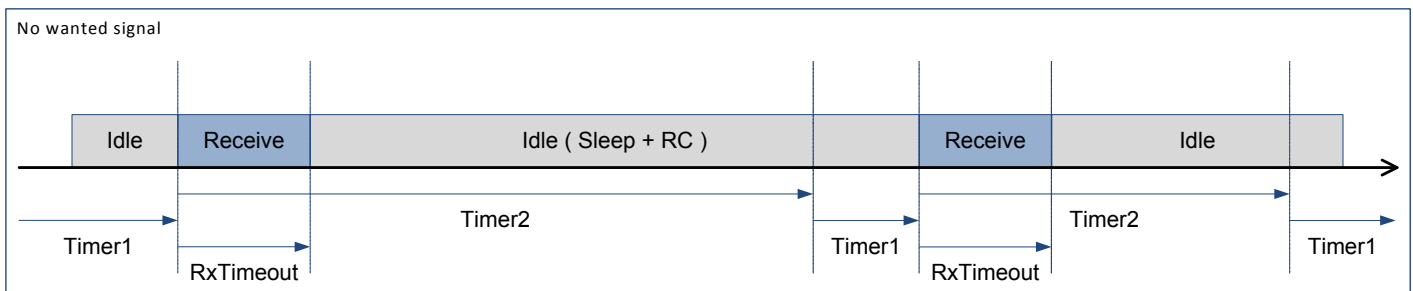 No wanted signal
Idle Receive Idle ( Sleep + RC ) Receive Idle
Timer2 Timer2
Timer1 Timer1 Timer1
RxTimeout RxTimeout